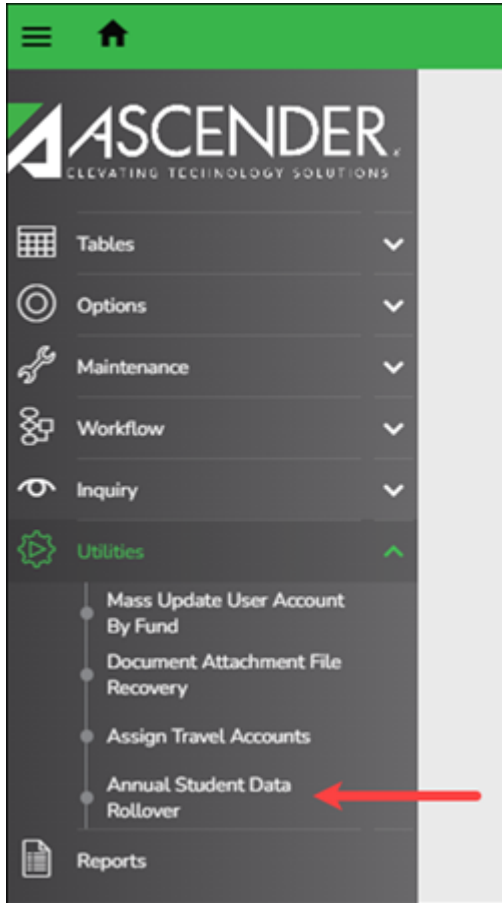 ASCENDER
ELEVATING TECHNOLOGY SOLUTIONS
Tables
Options
Maintenance
Workflow
Inquiry
Utilities
Mass Update User Account
By Fund
Document Attachment File
Recovery
Assign Travel Accounts
Annual Student Data
Rollover
Reports